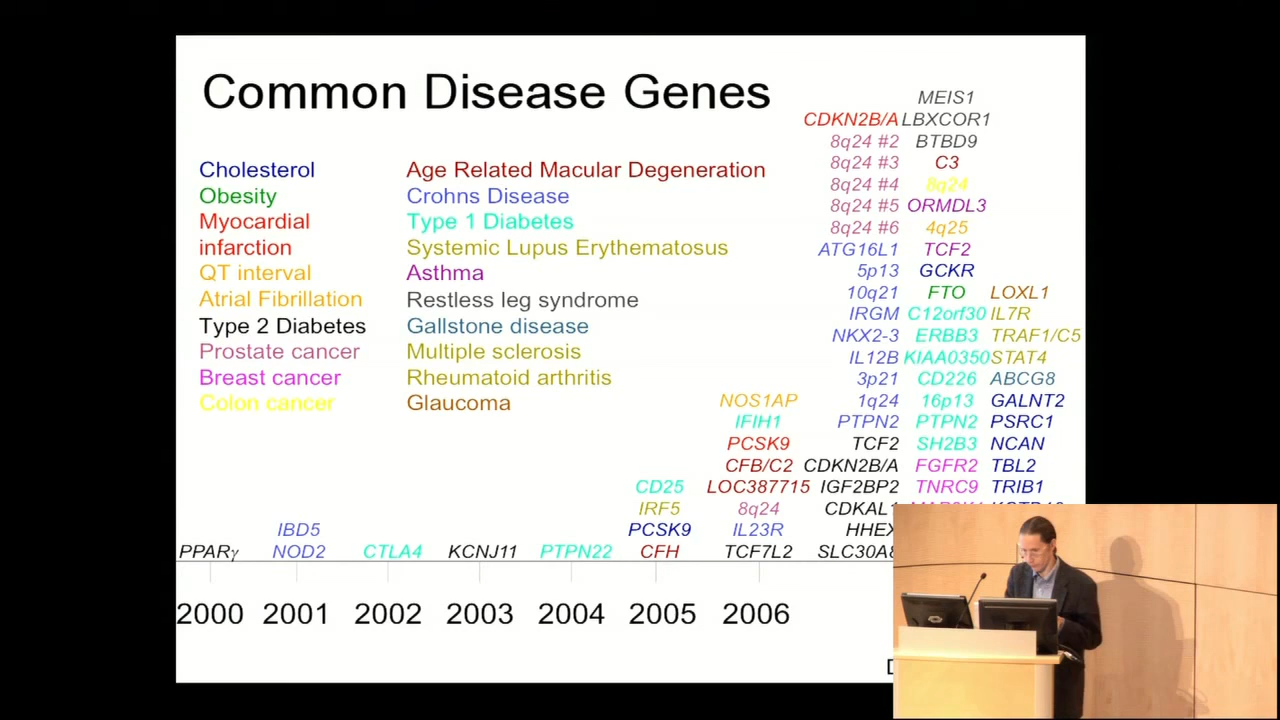 Common Disease Genes
Cholesterol
Obesity
Myocardial
infarction
QT interval
Atrial Fibrillation
Type 2 Diabetes
Prostate cancer
Breast cancer
Colon cancer
Age Related Macular Degeneration
Crohns Disease
Type 1 Diabetes
Systemic Lupus Erythematosus
Asthma
Restless leg syndrome
Gallstone disease
Multiple sclerosis
Rheumatoid arthritis
Glaucoma
PPARγ
IBD5
NOD2
CTLA4
KCNJ11
PTPN22
CD25
IRF5
PCSK9
CFH
NOS1AP
IFIH1
PCSK9
CFB/C2
LOC387715
8q24
IL23R
TCF7L2
CDKN2B/A
8q24 #2
8q24 #3
8q24 #4
8q24 #5
8q24 #6
ATG16L1
5p13
10q21
IRGM
NKX2-3
IL12B
3p21
1q24
PTPN2
TCF2
CDKN2B/A
IGF2BP2
CDKAL1
HHEX
SLC30A8
MEIS1
LBXCOR1
BTBD9
C3
8q24
ORMDL3
4q25
TCF2
GCKR
FTO
C12orf30
ERBB3
KIAA0350
CD226
16p13
PTPN2
SH2B3
FGFR2
TNRC9
LOXL1
IL7R
TRAF1/C5
STAT4
ABCG8
GALNT2
PSRC1
NCAN
TBL2
TRIB1
2000 2001 2002 2003 2004 2005 2006